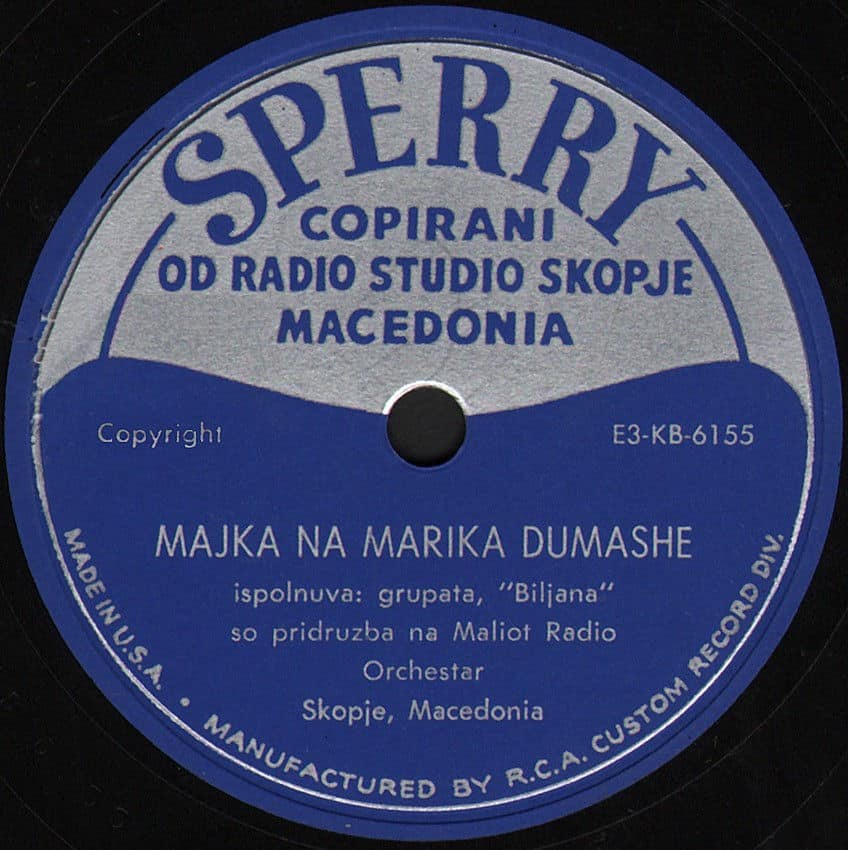 SPERRY
COPIRANI
OD RADIO STUDIO SKOPJE
MACEDONIA
Copyright
E3-KB-6155
MAJKA NA MARIKA DUMASHE
ispolnuva: grupata, "Biljana"
so pridruzba na Maliot Radio
Orchestar
Skopje, Macedonia
MADE IN U.S.A. • MANUFACTURED BY R.C.A. CUSTOM RECORD DIV.